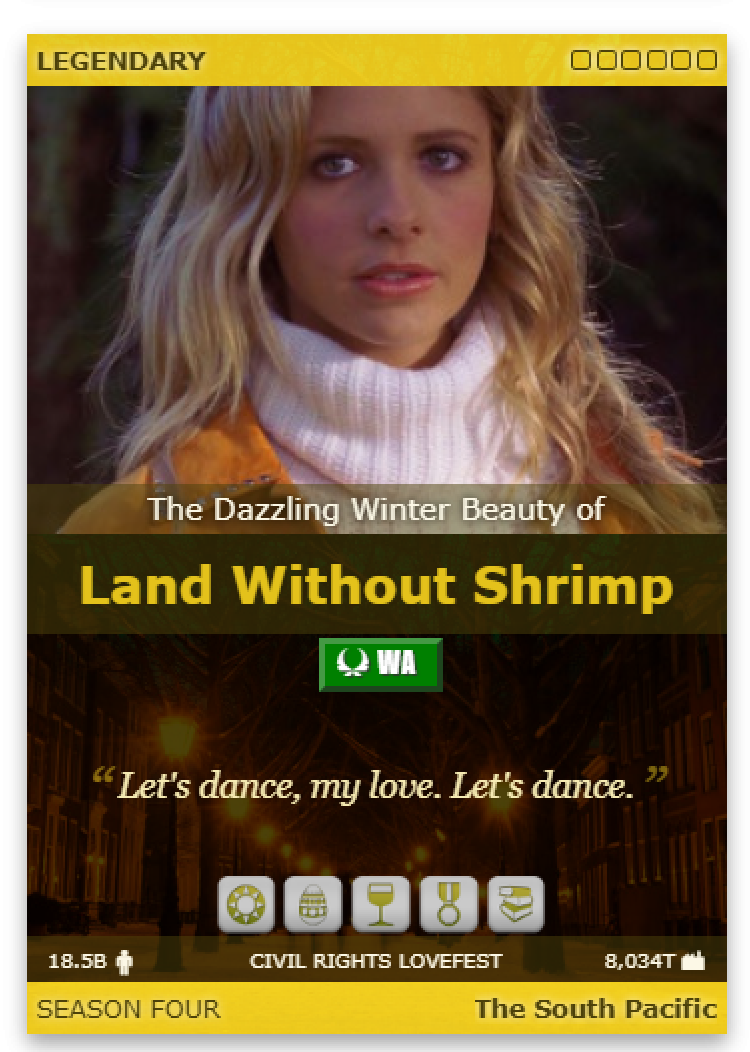 LEGENDARY
The Dazzling Winter Beauty of
Land Without Shrimp
WA
“Let's dance, my love. Let's dance.”
18.5B CIVIL RIGHTS LOVEFEST 8,034T
SEASON FOUR The South Pacific